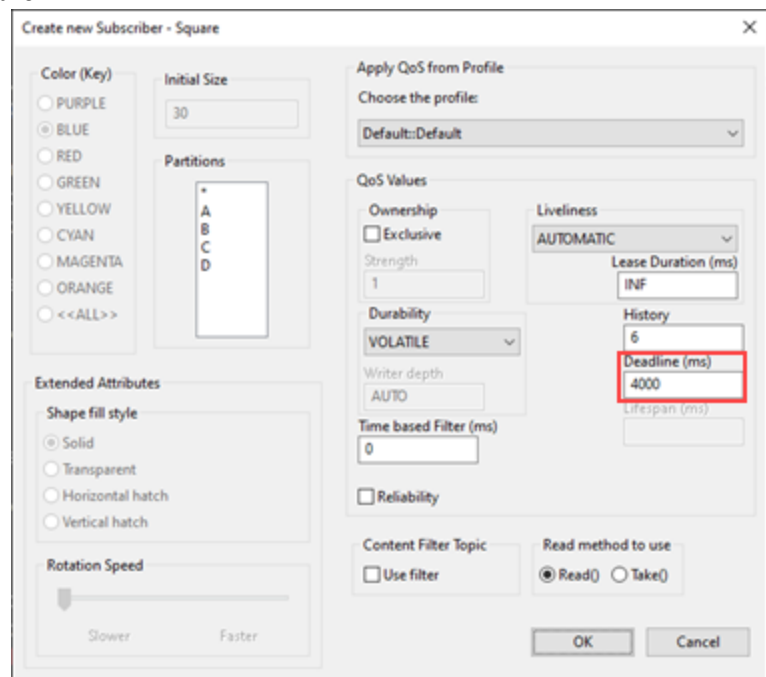 Create new Subscriber - Square
Color (Key)
PURPLE
BLUE
RED
GREEN
YELLOW
CYAN
MAGENTA
ORANGE
<<ALL>>
Initial Size
30
Partitions
*
A
B
C
D
Extended Attributes
Shape fill style
Solid
Transparent
Horizontal hatch
Vertical hatch
Rotation Speed
Slower Faster
Apply QoS from Profile
Choose the profile:
Default::Default
QoS Values
Ownership
Exclusive
Strength
1
Liveliness
AUTOMATIC
Lease Duration (ms)
INF
Durability
VOLATILE
Writer depth
AUTO
History
6
Deadline (ms)
4000
Lifespan (ms)
Time based Filter (ms)
0
Reliability
Content Filter Topic
Use filter
Read method to use
Read() Take()
OK Cancel